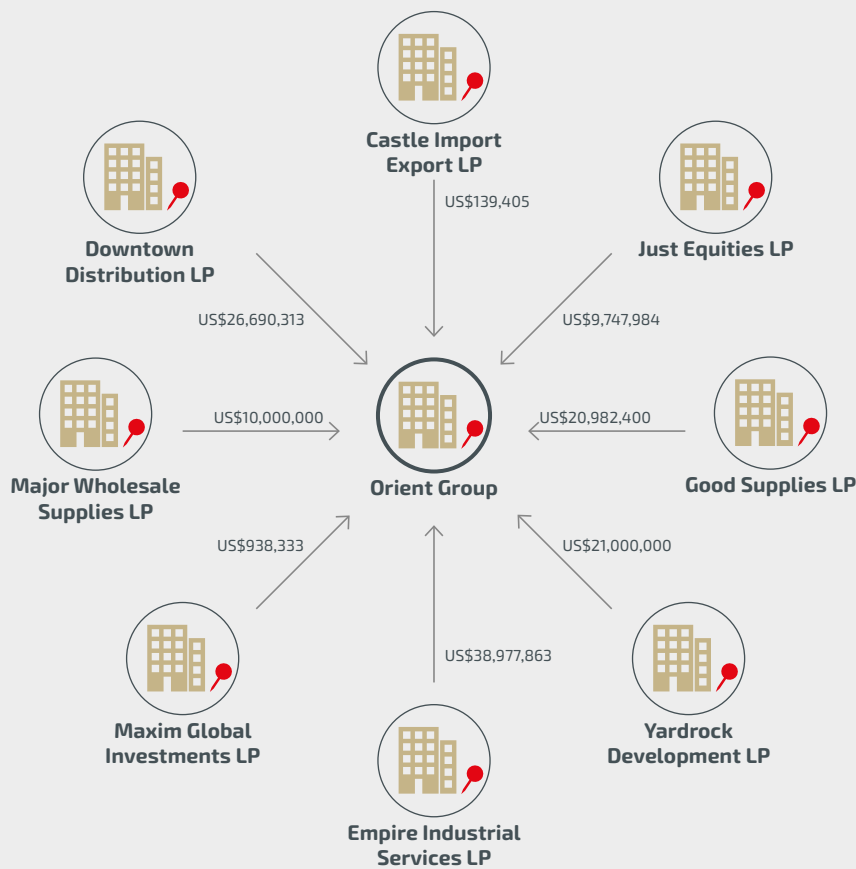 Castle Import
Export LP
US$139,405
Downtown
Distribution LP
Just Equities LP
US$26,690,313
US$9,747,984
US$10,000,000
US$20,982,400
Major Wholesale
Supplies LP
Orient Group
Good Supplies LP
US$938,333
US$21,000,000
US$38,977,863
Maxim Global
Investments LP
Yardrock
Development LP
Empire Industrial
Services LP